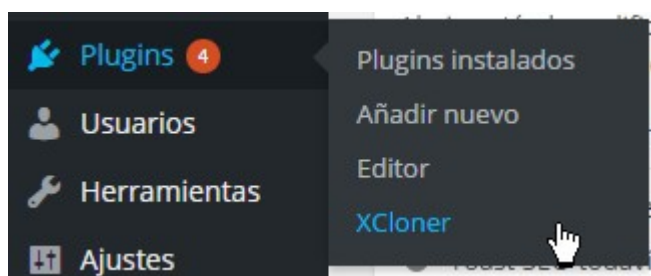 Plugins 4
Usuarios
Herramientas
Ajustes
Plugins instalados
Añadir nuevo
Editor
XCloner